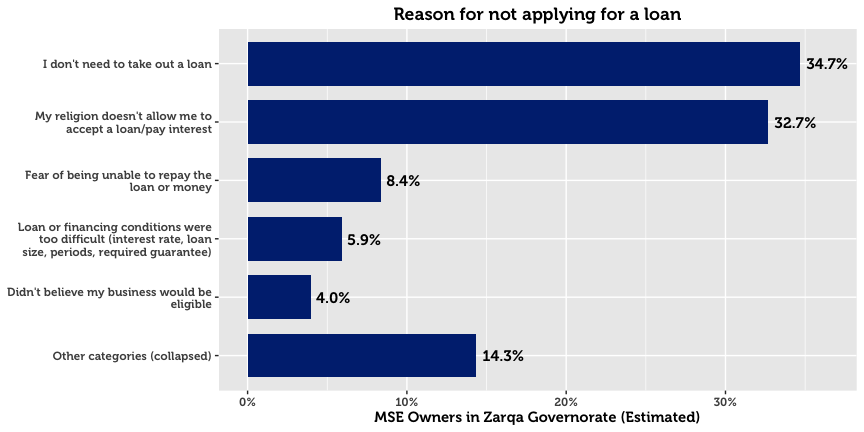 Reason for not applying for a loan
I don't need to take out a loan
34.7%
My religion doesn't allow me to
accept a loan/pay interest
32.7%
Fear of being unable to repay the
loan or money
8.4%
Loan or financing conditions were
too difficult (interest rate, loan
size, periods, required guarantee)
5.9%
Didn't believe my business would be
eligible
4.0%
Other categories (collapsed)
14.3%
0% 10% 20% 30%
MSE Owners in Zarqa Governorate (Estimated)